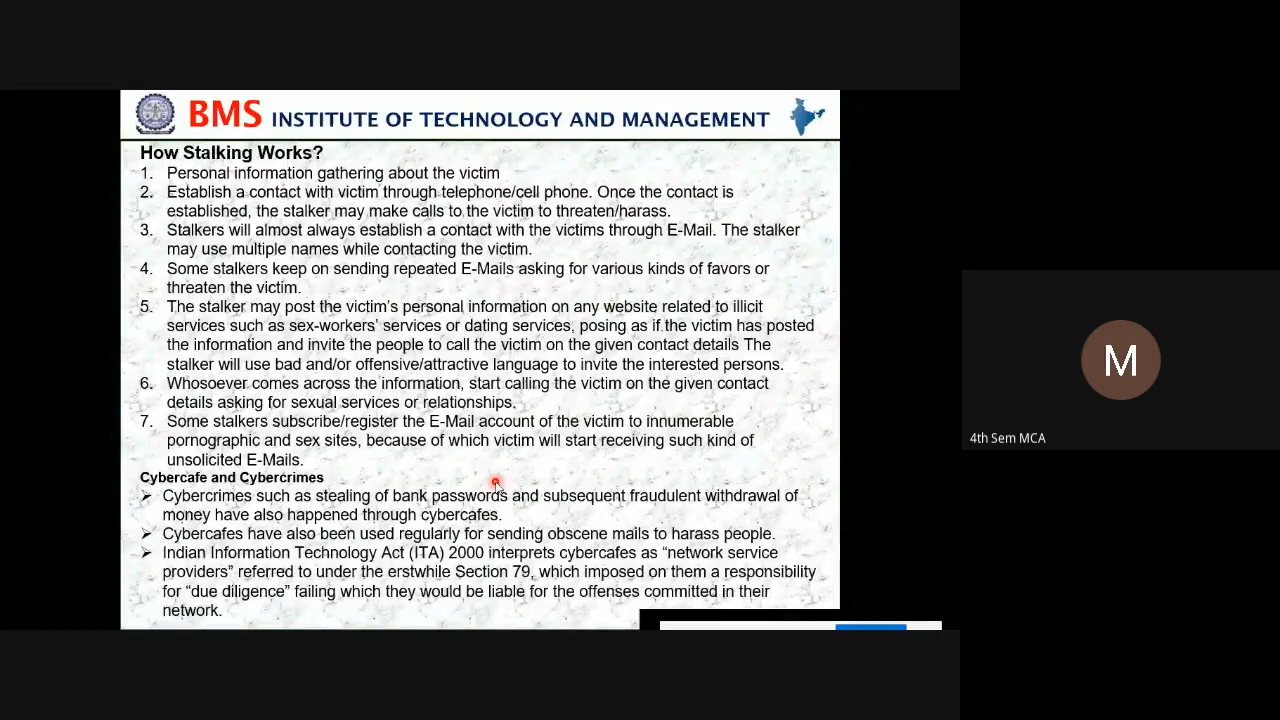 BMS INSTITUTE OF TECHNOLOGY AND MANAGEMENT
How Stalking Works?
1. Personal information gathering about the victim
2. Establish a contact with victim through telephone/cell phone. Once the contact is
established, the stalker may make calls to the victim to threaten/harass.
3. Stalkers will almost always establish a contact with the victims through E-Mail. The stalker
may use multiple names while contacting the victim.
4. Some stalkers keep on sending repeated E-Mails asking for various kinds of favors or
threaten the victim.
5. The stalker may post the victim's personal information on any website related to illicit
services such as sex-workers' services or dating services, posing as if the victim has posted
the information and invite the people to call the victim on the given contact details The
stalker will use bad and/or offensive/attractive language to invite the interested persons.
6. Whosoever comes across the information, start calling the victim on the given contact
details asking for sexual services or relationships.
7. Some stalkers subscribe/register the E-Mail account of the victim to innumerable
pornographic and sex sites, because of which victim will start receiving such kind of
unsolicited E-Mails.
Cybercafe and Cybercrimes
➢ Cybercrimes such as stealing of bank passwords and subsequent fraudulent withdrawal of
money have also happened through cybercafes.
➢ Cybercafes have also been used regularly for sending obscene mails to harass people.
➢ Indian Information Technology Act (ITA) 2000 interprets cybercafes as “network service
providers” referred to under the erstwhile Section 79, which imposed on them a responsibility
for “due diligence” failing which they would be liable for the offenses committed in their
network.
M
4th Sem MCA